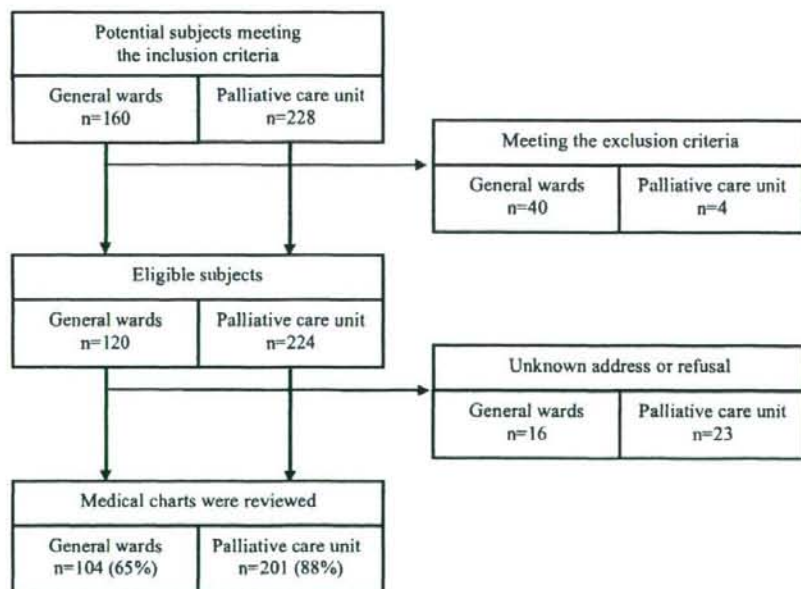 Potential subjects meeting
the inclusion criteria
General wards
n=160
Palliative care unit
n=228
Meeting the exclusion criteria
General wards
n=40
Palliative care unit
n=4
Eligible subjects
General wards
n=120
Palliative care unit
n=224
Unknown address or refusal
General wards
n=16
Palliative care unit
n=23
Medical charts were reviewed
General wards
n=104 (65%)
Palliative care unit
n=201 (88%)